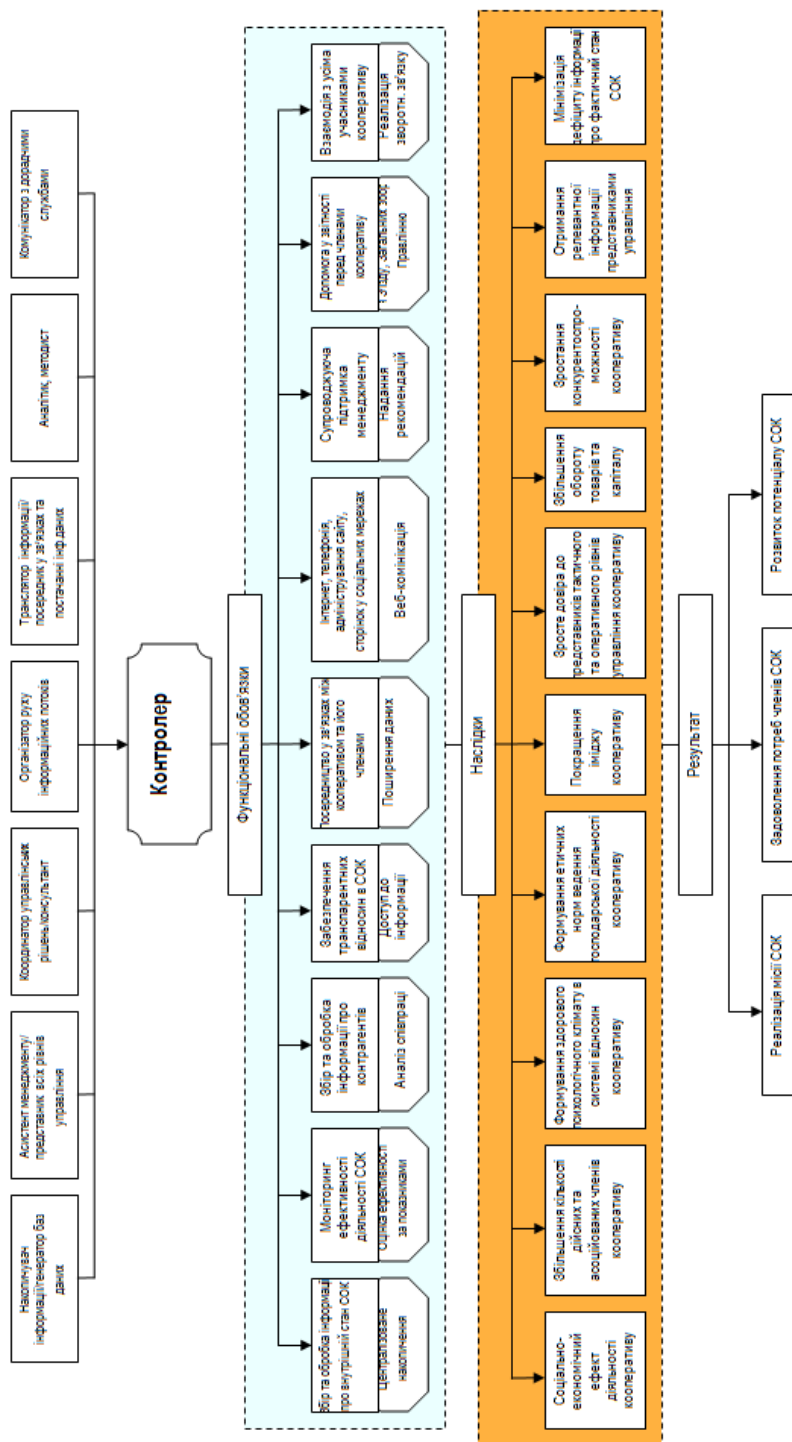 Накопичувач
інформації/генератор баз
даних
Асистент менеджменту/
представник всіх рівнів
управління
Координатор управлінських
рішень/консультант
Організатор руху
інформаційних потоків
Транслятор інформації/
посередник у зв'язках та
постачанні інф.даних
Аналітик, методист
Комунікатор з дорадчими
службами
Контролер
Функціональні обов'язки
Збір та обробка інформації
про внутрішній стан СОК
Централізоване
накопичення
Моніторинг
ефективності
діяльності СОК
Оцінка ефективності
за показниками
Збір та обробка
інформації про
контрагентів
Аналіз співпраці
Забезпечення
транспарентних
відносин в СОК
Доступ до
інформації
Посередництво у зв'язках між
кооперативом та його
членами
Поширення даних
Інтернет, телефонія,
адміністрування сайту,
сторінок у соціальних мережах
Веб-комінікація
Супроводжуюча
підтримка
менеджменту
Надання
рекомендацій
Допомога у звітності
перед членами
кооперативу
з'їзду, загальних збор
Правлінню
Взаємодія з усіма
учасниками
кооперативу
Реалізація
зворотн. зв'язку
Наслідки
Соціально-
економічний
ефект
діяльності
кооперативу
Збільшення кількості
дійсних та
асоційованих членів
кооперативу
Формування здорового
психологічного клімату в
системі відносин
кооперативу
Формування етичних
норм ведення
господарської діяльності
кооперативу
Покращення
іміджу
кооперативу
Зросте довіра до
представників тактичного
та оперативного рівнів
управління кооперативу
Збільшення
обороту
товарів та
капіталу
Зростання
конкурентоспро-
можності
кооперативу
Отримання
релевантної
інформації
представниками
управління
Мінімізація
дефіциту інформації
про фактичний стан
СОК
Результат
Реалізація місії СОК
Задоволення потреб членів СОК
Розвиток потенціалу СОК